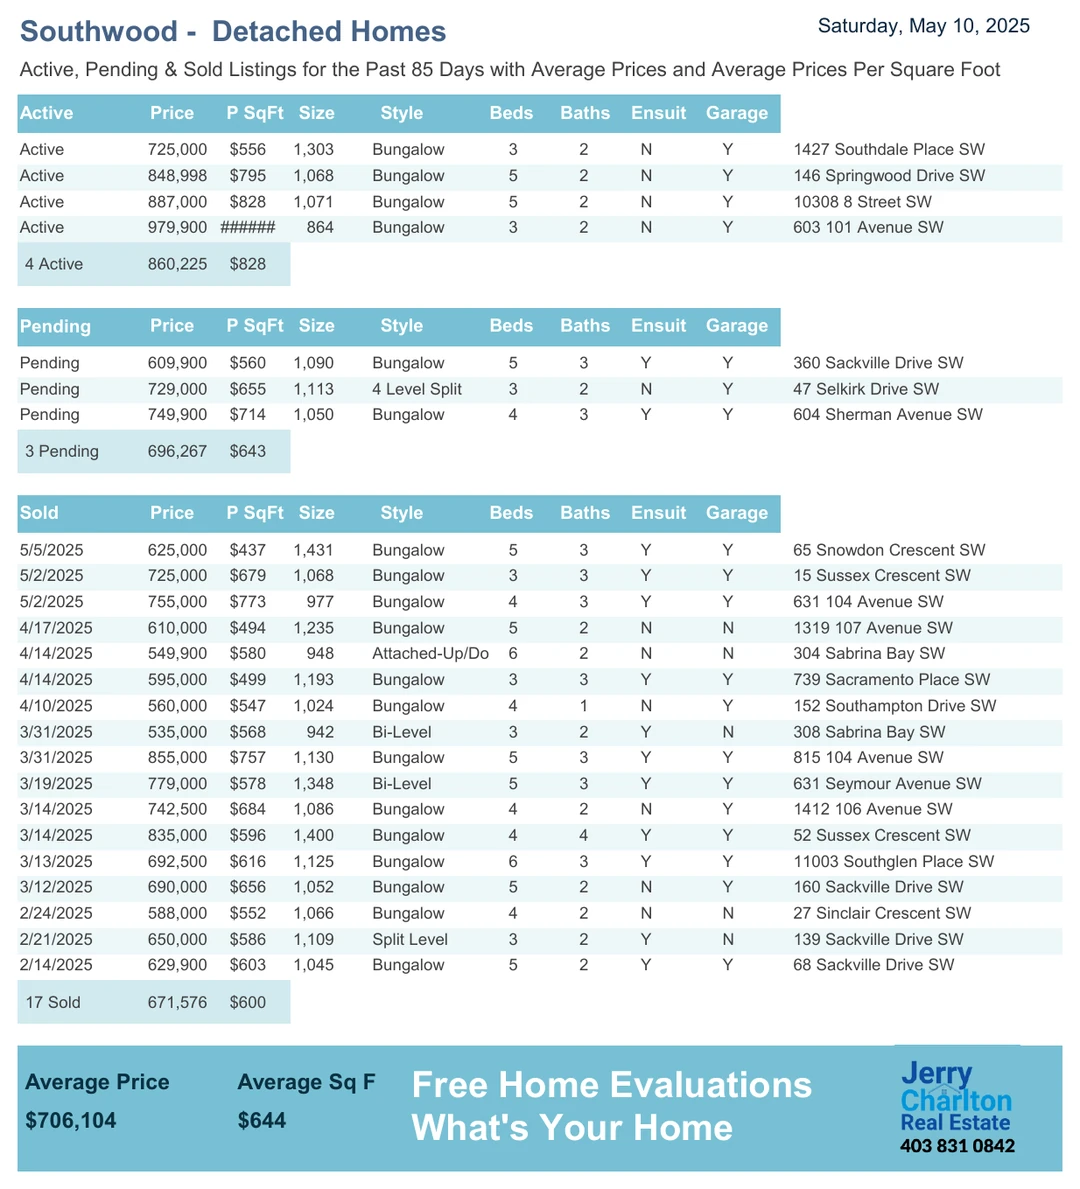 Southwood -  Detached Homes
Saturday, May 10, 2025
Active, Pending & Sold Listings for the Past 85 Days with Average Prices and Average Prices Per Square Foot
Active Price P SqFt Size Style Beds Baths Ensuit Garage
Active 725,000 $556 1,303 Bungalow 3 2 N Y 1427 Southdale Place SW
Active 848,998 $795 1,068 Bungalow 5 2 N Y 146 Springwood Drive SW
Active 887,000 $828 1,071 Bungalow 5 2 N Y 10308 8 Street SW
Active 979,900 ###### 864 Bungalow 3 2 N Y 603 101 Avenue SW
4 Active 860,225 $828
Pending Price P SqFt Size Style Beds Baths Ensuit Garage
Pending 609,900 $560 1,090 Bungalow 5 3 Y Y 360 Sackville Drive SW
Pending 729,000 $655 1,113 4 Level Split 3 2 N Y 47 Selkirk Drive SW
Pending 749,900 $714 1,050 Bungalow 4 3 Y Y 604 Sherman Avenue SW
3 Pending 696,267 $643
Sold Price P SqFt Size Style Beds Baths Ensuit Garage
5/5/2025 625,000 $437 1,431 Bungalow 5 3 Y Y 65 Snowdon Crescent SW
5/2/2025 725,000 $679 1,068 Bungalow 3 3 Y Y 15 Sussex Crescent SW
5/2/2025 755,000 $773 977 Bungalow 4 3 Y Y 631 104 Avenue SW
4/17/2025 610,000 $494 1,235 Bungalow 5 2 N N 1319 107 Avenue SW
4/14/2025 549,900 $580 948 Attached-Up/Do 6 2 N N 304 Sabrina Bay SW
4/14/2025 595,000 $499 1,193 Bungalow 3 3 Y Y 739 Sacramento Place SW
4/10/2025 560,000 $547 1,024 Bungalow 4 1 N Y 152 Southampton Drive SW
3/31/2025 535,000 $568 942 Bi-Level 3 2 Y N 308 Sabrina Bay SW
3/31/2025 855,000 $757 1,130 Bungalow 5 3 Y Y 815 104 Avenue SW
3/19/2025 779,000 $578 1,348 Bi-Level 5 3 Y Y 631 Seymour Avenue SW
3/14/2025 742,500 $684 1,086 Bungalow 4 2 N Y 1412 106 Avenue SW
3/14/2025 835,000 $596 1,400 Bungalow 4 4 Y Y 52 Sussex Crescent SW
3/13/2025 692,500 $616 1,125 Bungalow 6 3 Y Y 11003 Southglen Place SW
3/12/2025 690,000 $656 1,052 Bungalow 5 2 N Y 160 Sackville Drive SW
2/24/2025 588,000 $552 1,066 Bungalow 4 2 N N 27 Sinclair Crescent SW
2/21/2025 650,000 $586 1,109 Split Level 3 2 Y N 139 Sackville Drive SW
2/14/2025 629,900 $603 1,045 Bungalow 5 2 Y Y 68 Sackville Drive SW
17 Sold 671,576 $600
Average Price Average Sq F
$706,104 $644
Free Home Evaluations
What's Your Home
Jerry
Charlton
Real Estate
403 831 0842